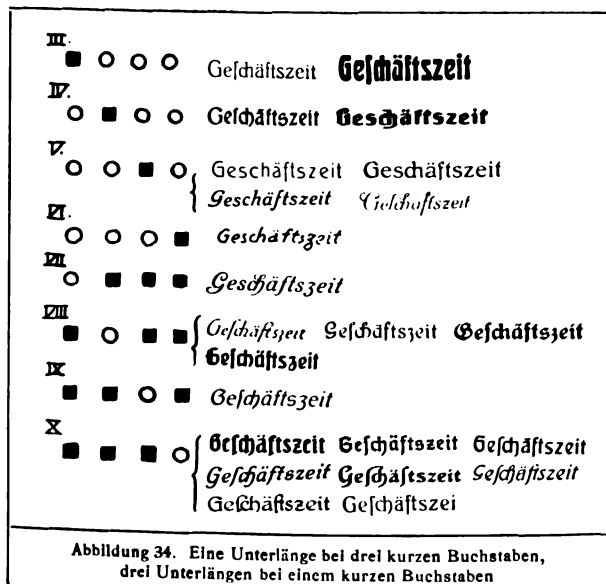 III.
Geſchäftszeit Geſchäftszeit
IV.
Geſchäftszeit Geschäftszeit
V.
Geschäftszeit Geschäftszeit
Geschäftszeit Geſchäftszeit
VI.
Geschäftszeit
VII
Geschäftszeit
VIII
Geſchäftszeit Geſchäftszeit Geſchäftszeit
Geſchäftszeit
IX
Geſchäftszeit
X
Geſchäftszeit Geſchäftszeit Geſchäftszeit
Geſchäftszeit Geſchäftszeit Geſchäftszeit
Geſchäftszeit Geſchäftszei
Abbildung 34. Eine Unterlänge bei drei kurzen Buchstaben,
drei Unterlängen bei einem kurzen Buchstaben